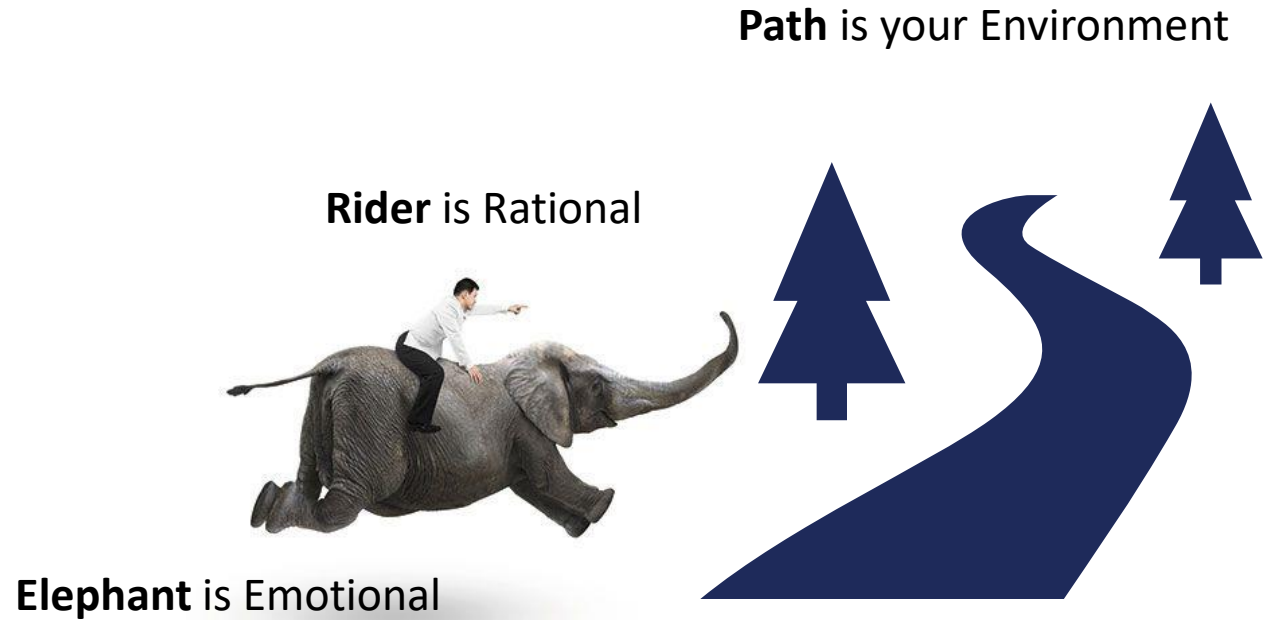 Path is your Environment
Rider is Rational
Elephant is Emotional